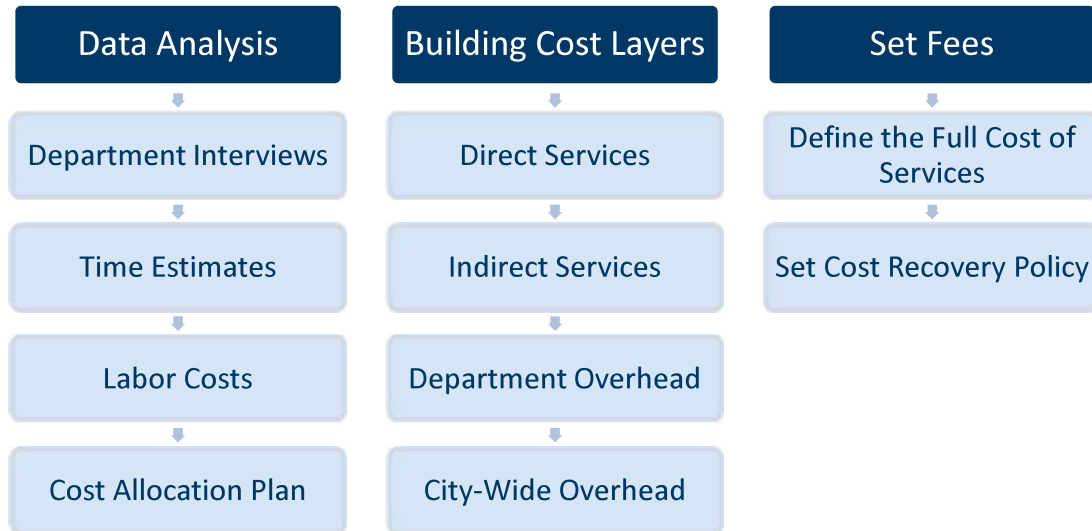 Data Analysis
Department Interviews
Time Estimates
Labor Costs
Cost Allocation Plan
Building Cost Layers
Direct Services
Indirect Services
Department Overhead
City-Wide Overhead
Set Fees
Define the Full Cost of
Services
Set Cost Recovery Policy